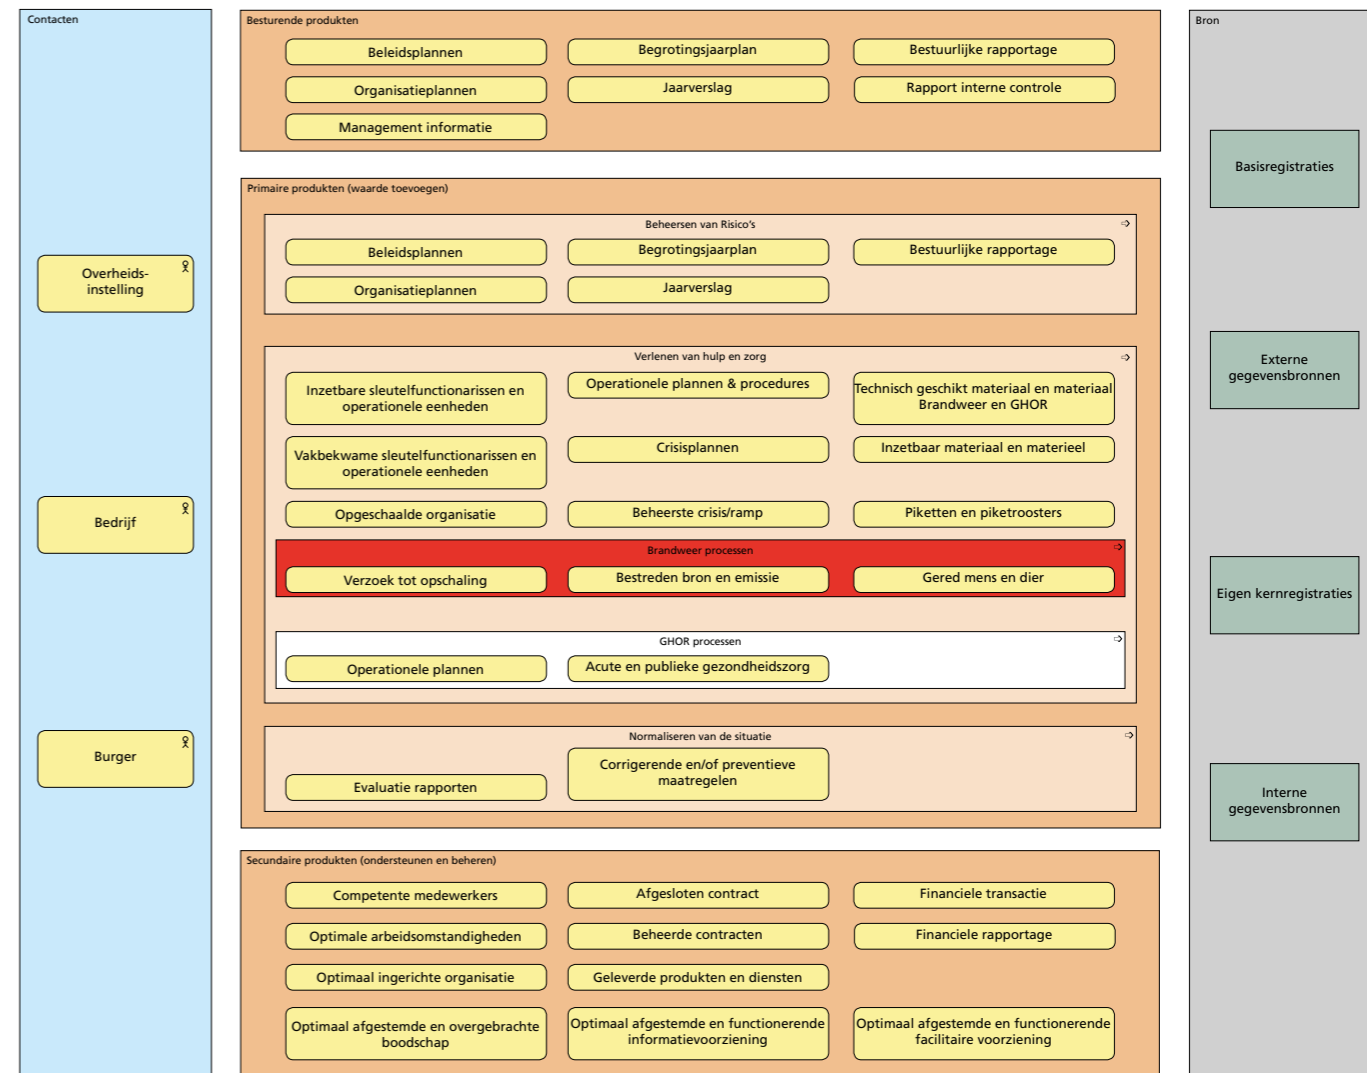 Contacten
Overheids-
instelling
Bedrijf
Burger
Besturende produkten
Beleidsplannen
Begrotingsjaarplan
Bestuurlijke rapportage
Organisatieplannen
Jaarverslag
Rapport interne controle
Management informatie
Primaire produkten (waarde toevoegen)
Beheersen van Risico's
Beleidsplannen
Begrotingsjaarplan
Bestuurlijke rapportage
Organisatieplannen
Jaarverslag
Verlenen van hulp en zorg
Inzetbare sleutelfunctionarissen en
operationele eenheden
Operationele plannen & procedures
Technisch geschikt materiaal en materiaal
Brandweer en GHOR
Vakbekwame sleutelfunctionarissen en
operationele eenheden
Crisisplannen
Inzetbaar materiaal en materieel
Opgeschaalde organisatie
Beheerste crisis/ramp
Piketten en piketroosters
Brandweer processen
Verzoek tot opschaling
Bestreden bron en emissie
Gered mens en dier
GHOR processen
Operationele plannen
Acute en publieke gezondheidszorg
Normaliseren van de situatie
Evaluatie rapporten
Corrigerende en/of preventieve
maatregelen
Secundaire produkten (ondersteunen en beheren)
Competente medewerkers
Afgesloten contract
Financiele transactie
Optimale arbeidsomstandigheden
Beheerde contracten
Financiele rapportage
Optimaal ingerichte organisatie
Geleverde produkten en diensten
Optimaal afgestemde en overgebrachte
boodschap
Optimaal afgestemde en functionerende
informatievoorziening
Optimaal afgestemde en functionerende
facilitaire voorziening
Bron
Basisregistraties
Externe
gegevensbronnen
Eigen kernregistraties
Interne
gegevensbronnen